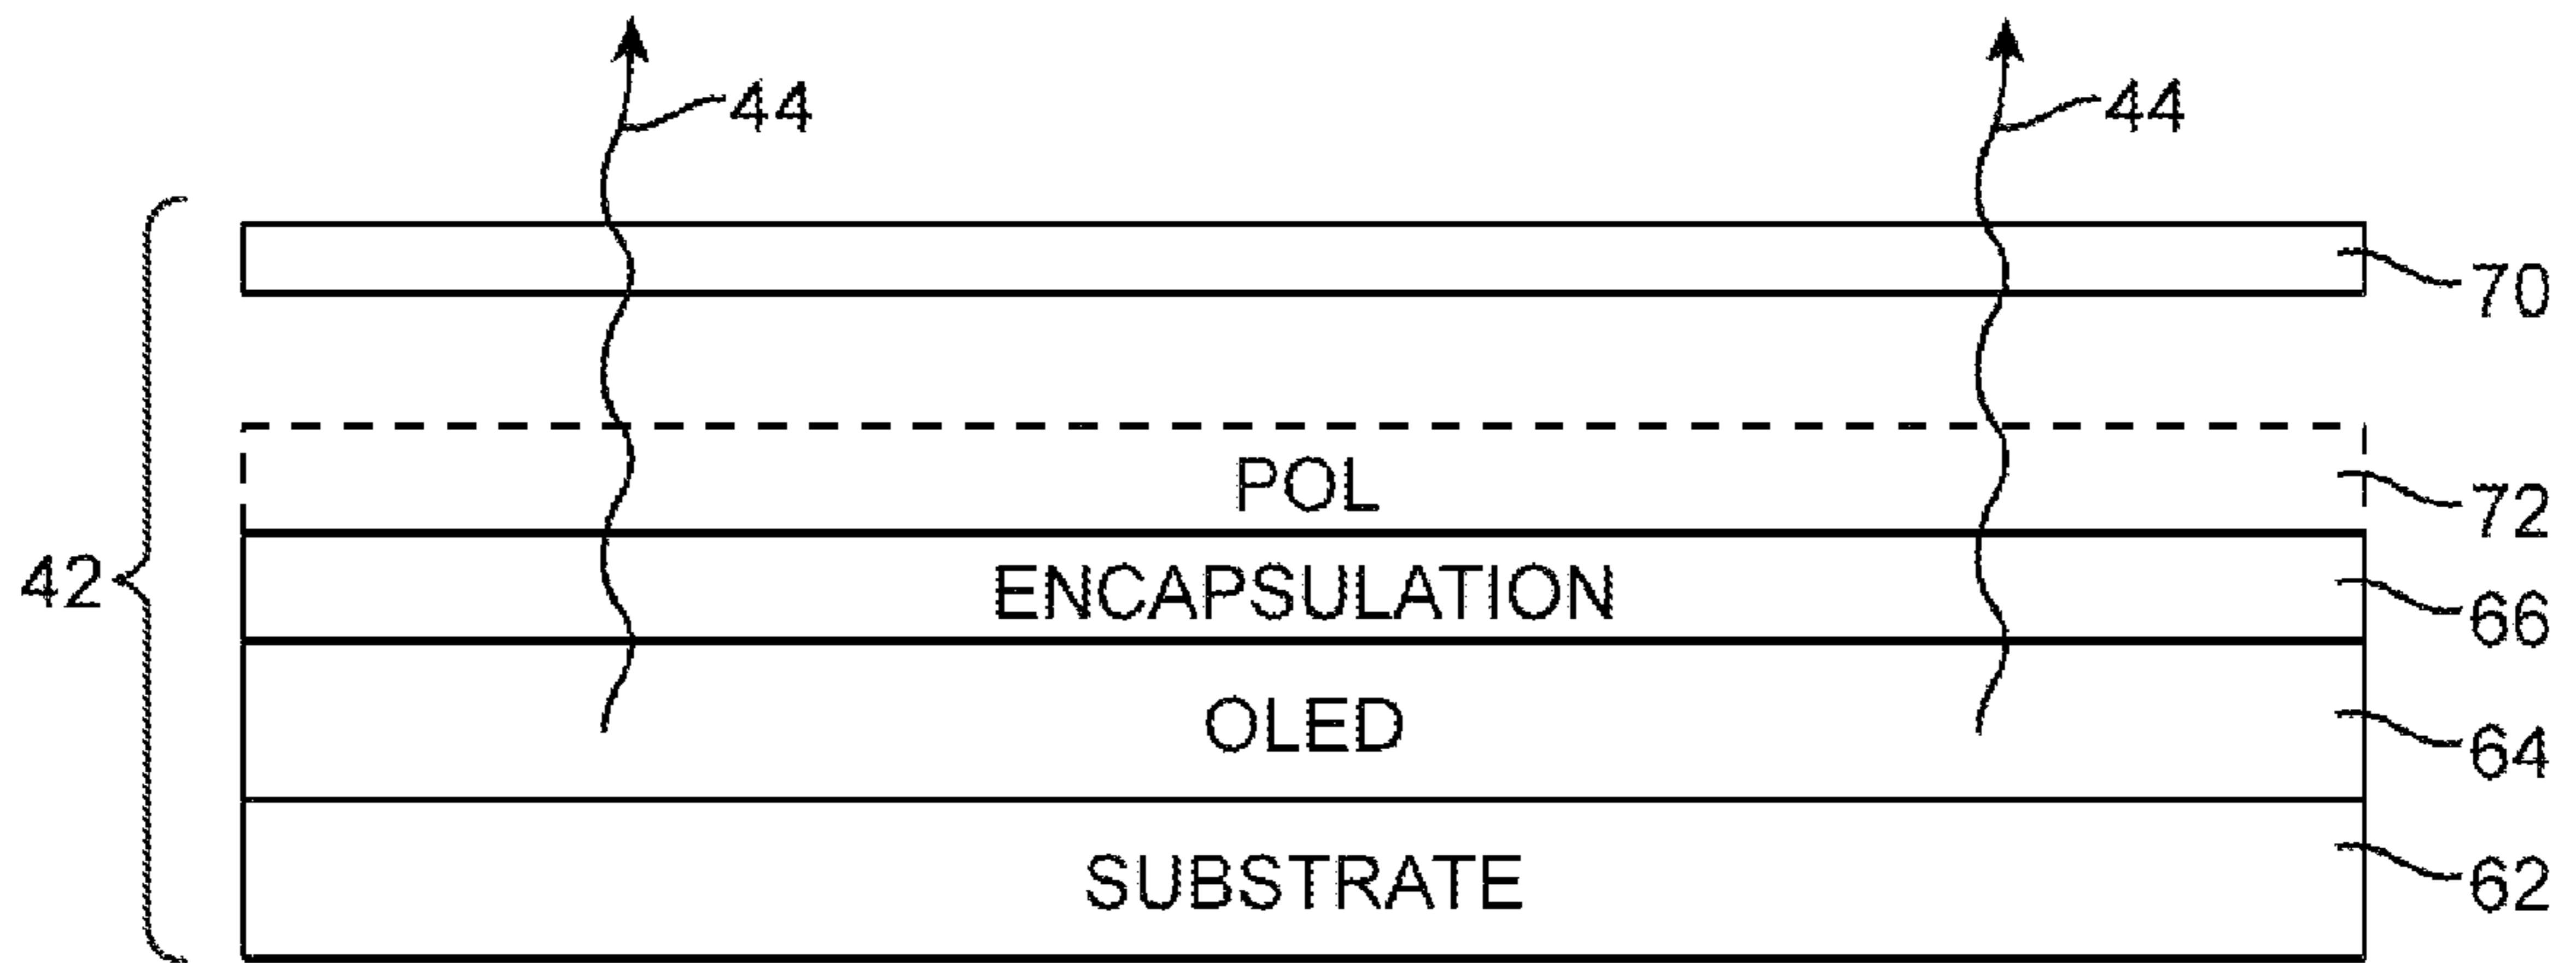 44 44
70
POL
72
42
ENCAPSULATION
66
OLED
64
SUBSTRATE
62